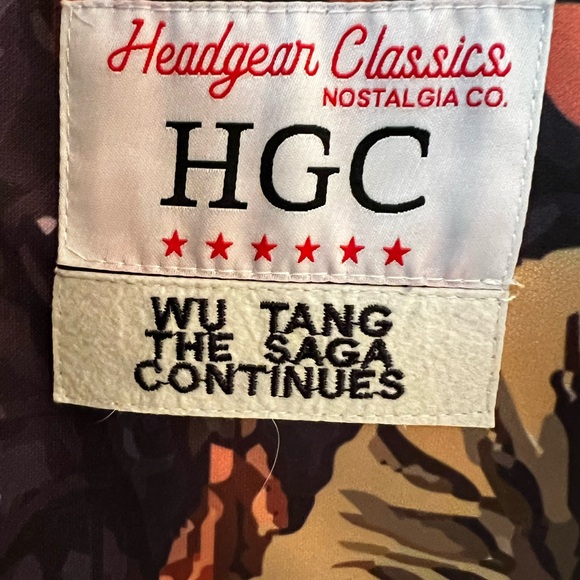 Headgear Classics
NOSTALGIA CO.
HGC
WU TANG
THE SAGA
CONTINUES